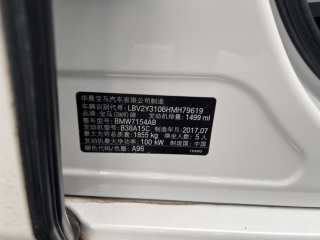 华晨宝马汽车有限公司制造
车辆识别代号: LBV2Y3106HMH79619
品牌: 宝马(BMW)牌 发动机排量: 1499 ml
整车型号: BMW7154AB
发动机型号: B38A15C 制造年月: 2017.07
最大允许总质量: 1855 kg 乘坐人数: 5 人
发动机最大净功率: 100 kW 制造国: 中国
颜色代号: A96